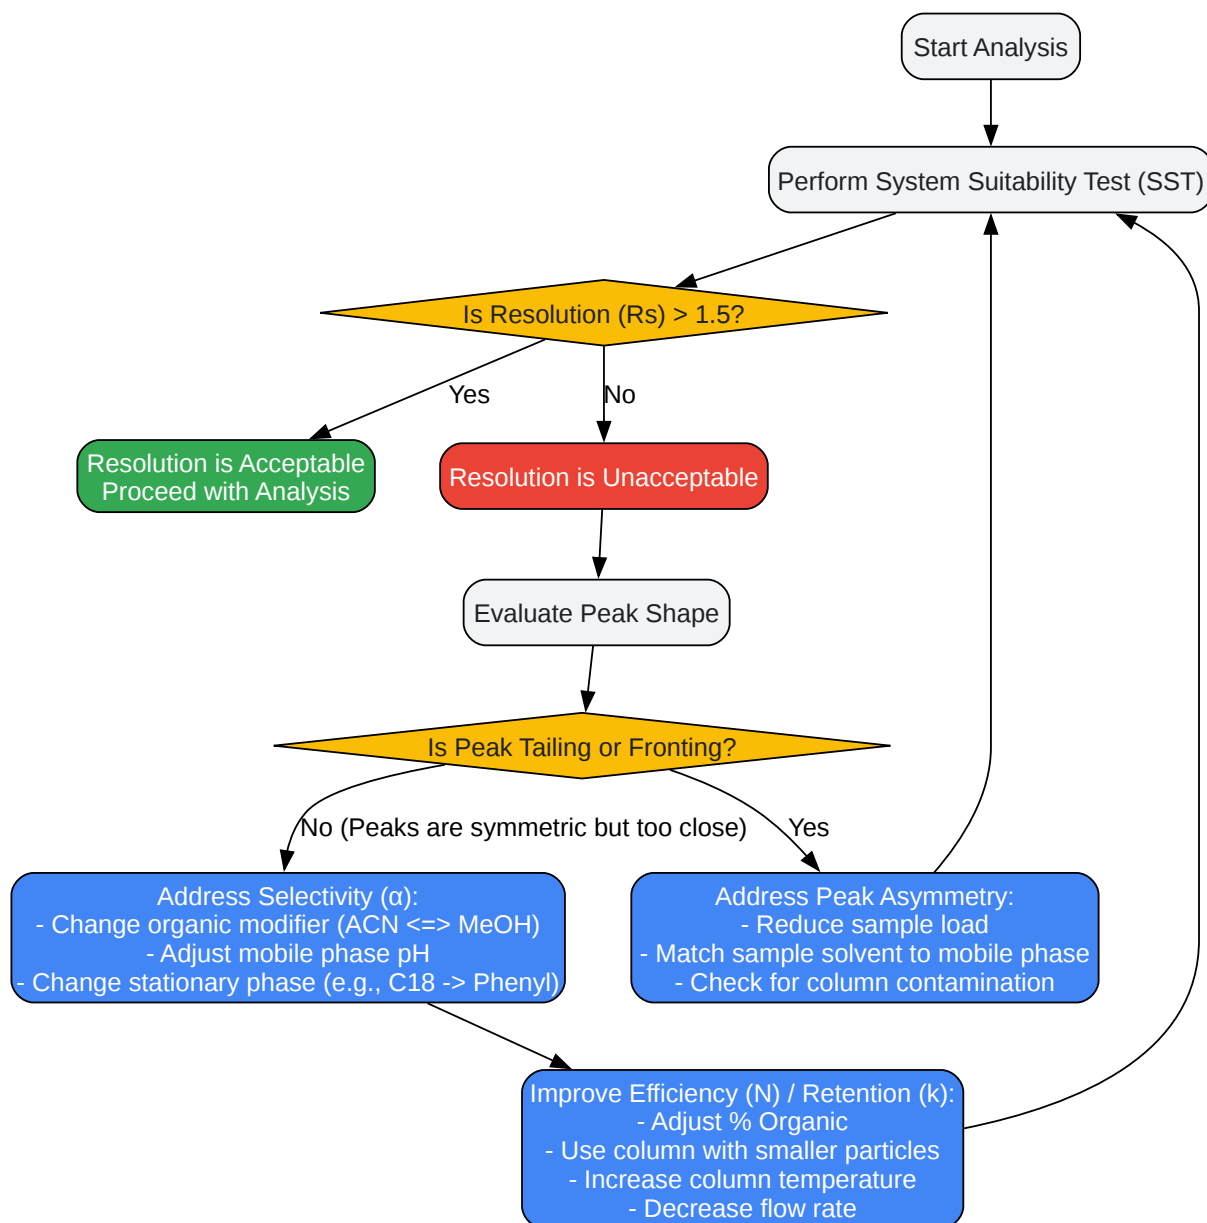 Start Analysis
Perform System Suitability Test (SST)
Is Resolution (Rs) > 1.5?
Yes
No
Resolution is Acceptable
Proceed with Analysis
Resolution is Unacceptable
Evaluate Peak Shape
Is Peak Tailing or Fronting?
No (Peaks are symmetric but too close)
Yes
Address Selectivity (α):
- Change organic modifier (ACN <=> MeOH)
- Adjust mobile phase pH
- Change stationary phase (e.g., C18 -> Phenyl)
Address Peak Asymmetry:
- Reduce sample load
- Match sample solvent to mobile phase
- Check for column contamination
Improve Efficiency (N) / Retention (k):
- Adjust % Organic
- Use column with smaller particles
- Increase column temperature
- Decrease flow rate